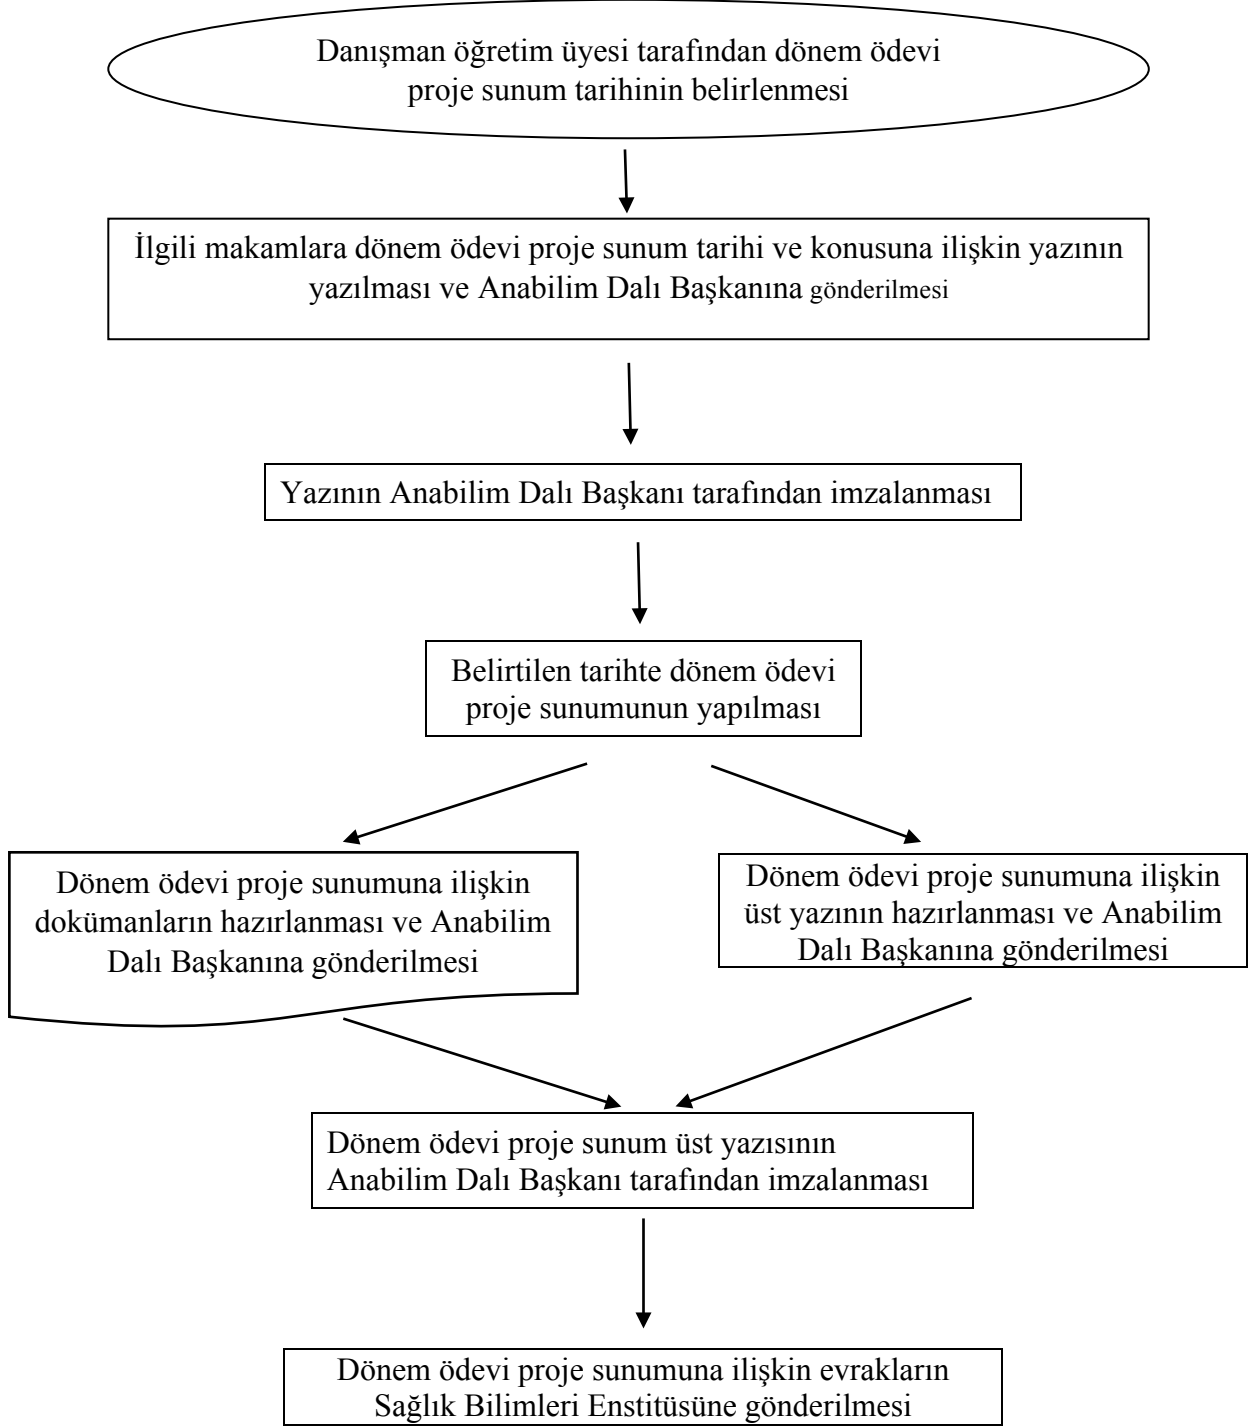 Danışman öğretim üyesi tarafından dönem ödevi
proje sunum tarihinin belirlenmesi
İlgili makamlara dönem ödevi proje sunum tarihi ve konusuna ilişkin yazının
yazılması ve Anabilim Dalı Başkanına gönderilmesi
Yazının Anabilim Dalı Başkanı tarafından imzalanması
Belirtilen tarihte dönem ödevi
proje sunumunun yapılması
Dönem ödevi proje sunumuna ilişkin
dokümanların hazırlanması ve Anabilim
Dalı Başkanına gönderilmesi
Dönem ödevi proje sunumuna ilişkin
üst yazının hazırlanması ve Anabilim
Dalı Başkanına gönderilmesi
Dönem ödevi proje sunum üst yazısının
Anabilim Dalı Başkanı tarafından imzalanması
Dönem ödevi proje sunumuna ilişkin evrakların
Sağlık Bilimleri Enstitüsüne gönderilmesi